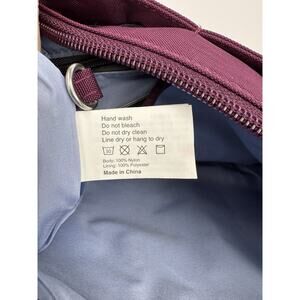 Hand wash
Do not bleach
Do not dry clean
Line dry or hang to dry
Body: 100% Nylon
Lining: 100% Polyester
Made in China